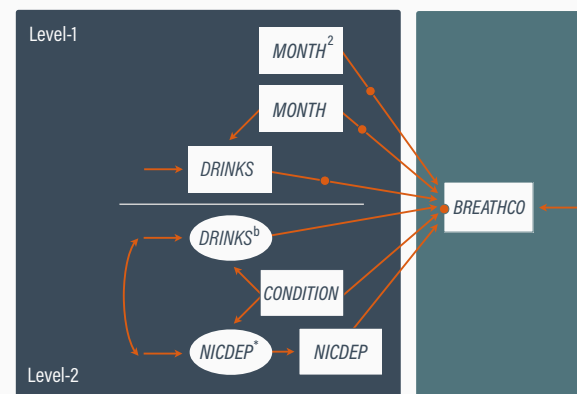 Level-1
MONTH²
MONTH
DRINKS
DRINKSᵇ
BREATHCO
CONDITION
NICDEP*
NICDEP
Level-2